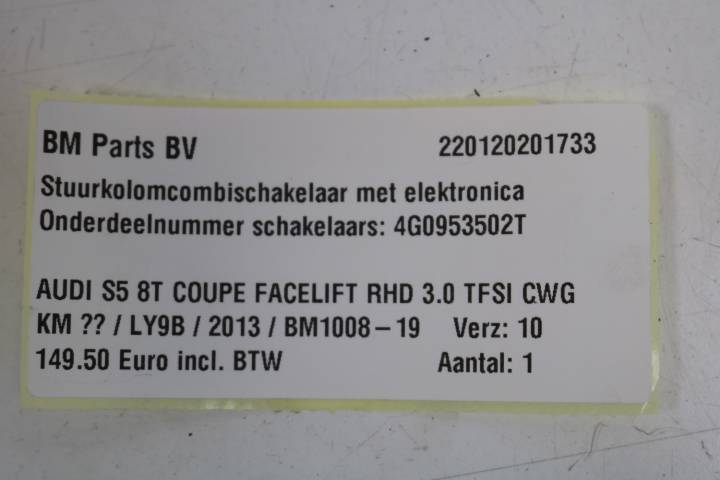 BM Parts BV 220120201733
Stuurkolomcombischakelaar met elektronica
Onderdeelnummer schakelaars: 4G0953502T
AUDI S5 8T COUPE FACELIFT RHD 3.0 TFSI CWG
KM ?? / LY9B / 2013 / BM1008-19 Verz: 10
149.50 Euro incl. BTW Aantal: 1